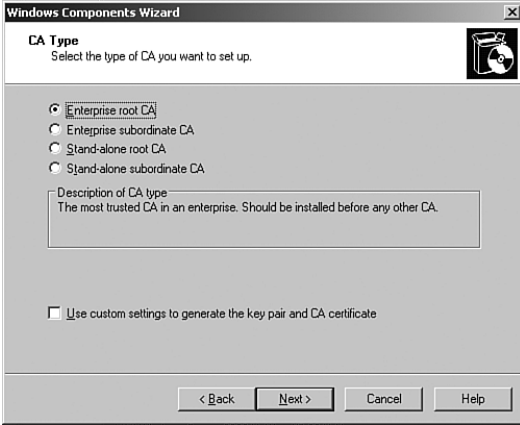 Windows Components Wizard
CA Type
Select the type of CA you want to set up.
Enterprise root CA
Enterprise subordinate CA
Stand-alone root CA
Stand-alone subordinate CA
Description of CA type
The most trusted CA in an enterprise. Should be installed before any other CA.
Use custom settings to generate the key pair and CA certificate
< Back Next > Cancel Help